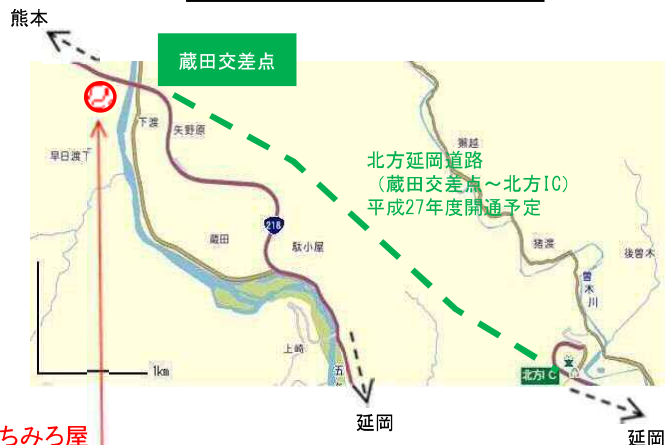 熊本
蔵田交差点
下渡
矢野原
早日渡下
北方延岡道路
（蔵田交差点～北方IC）
平成27年度開通予定
218
蔵田
駄小屋
猪渡
後曽木
曽木川
上崎
1km
五
北方IC
延岡
延岡
ちみろ屋